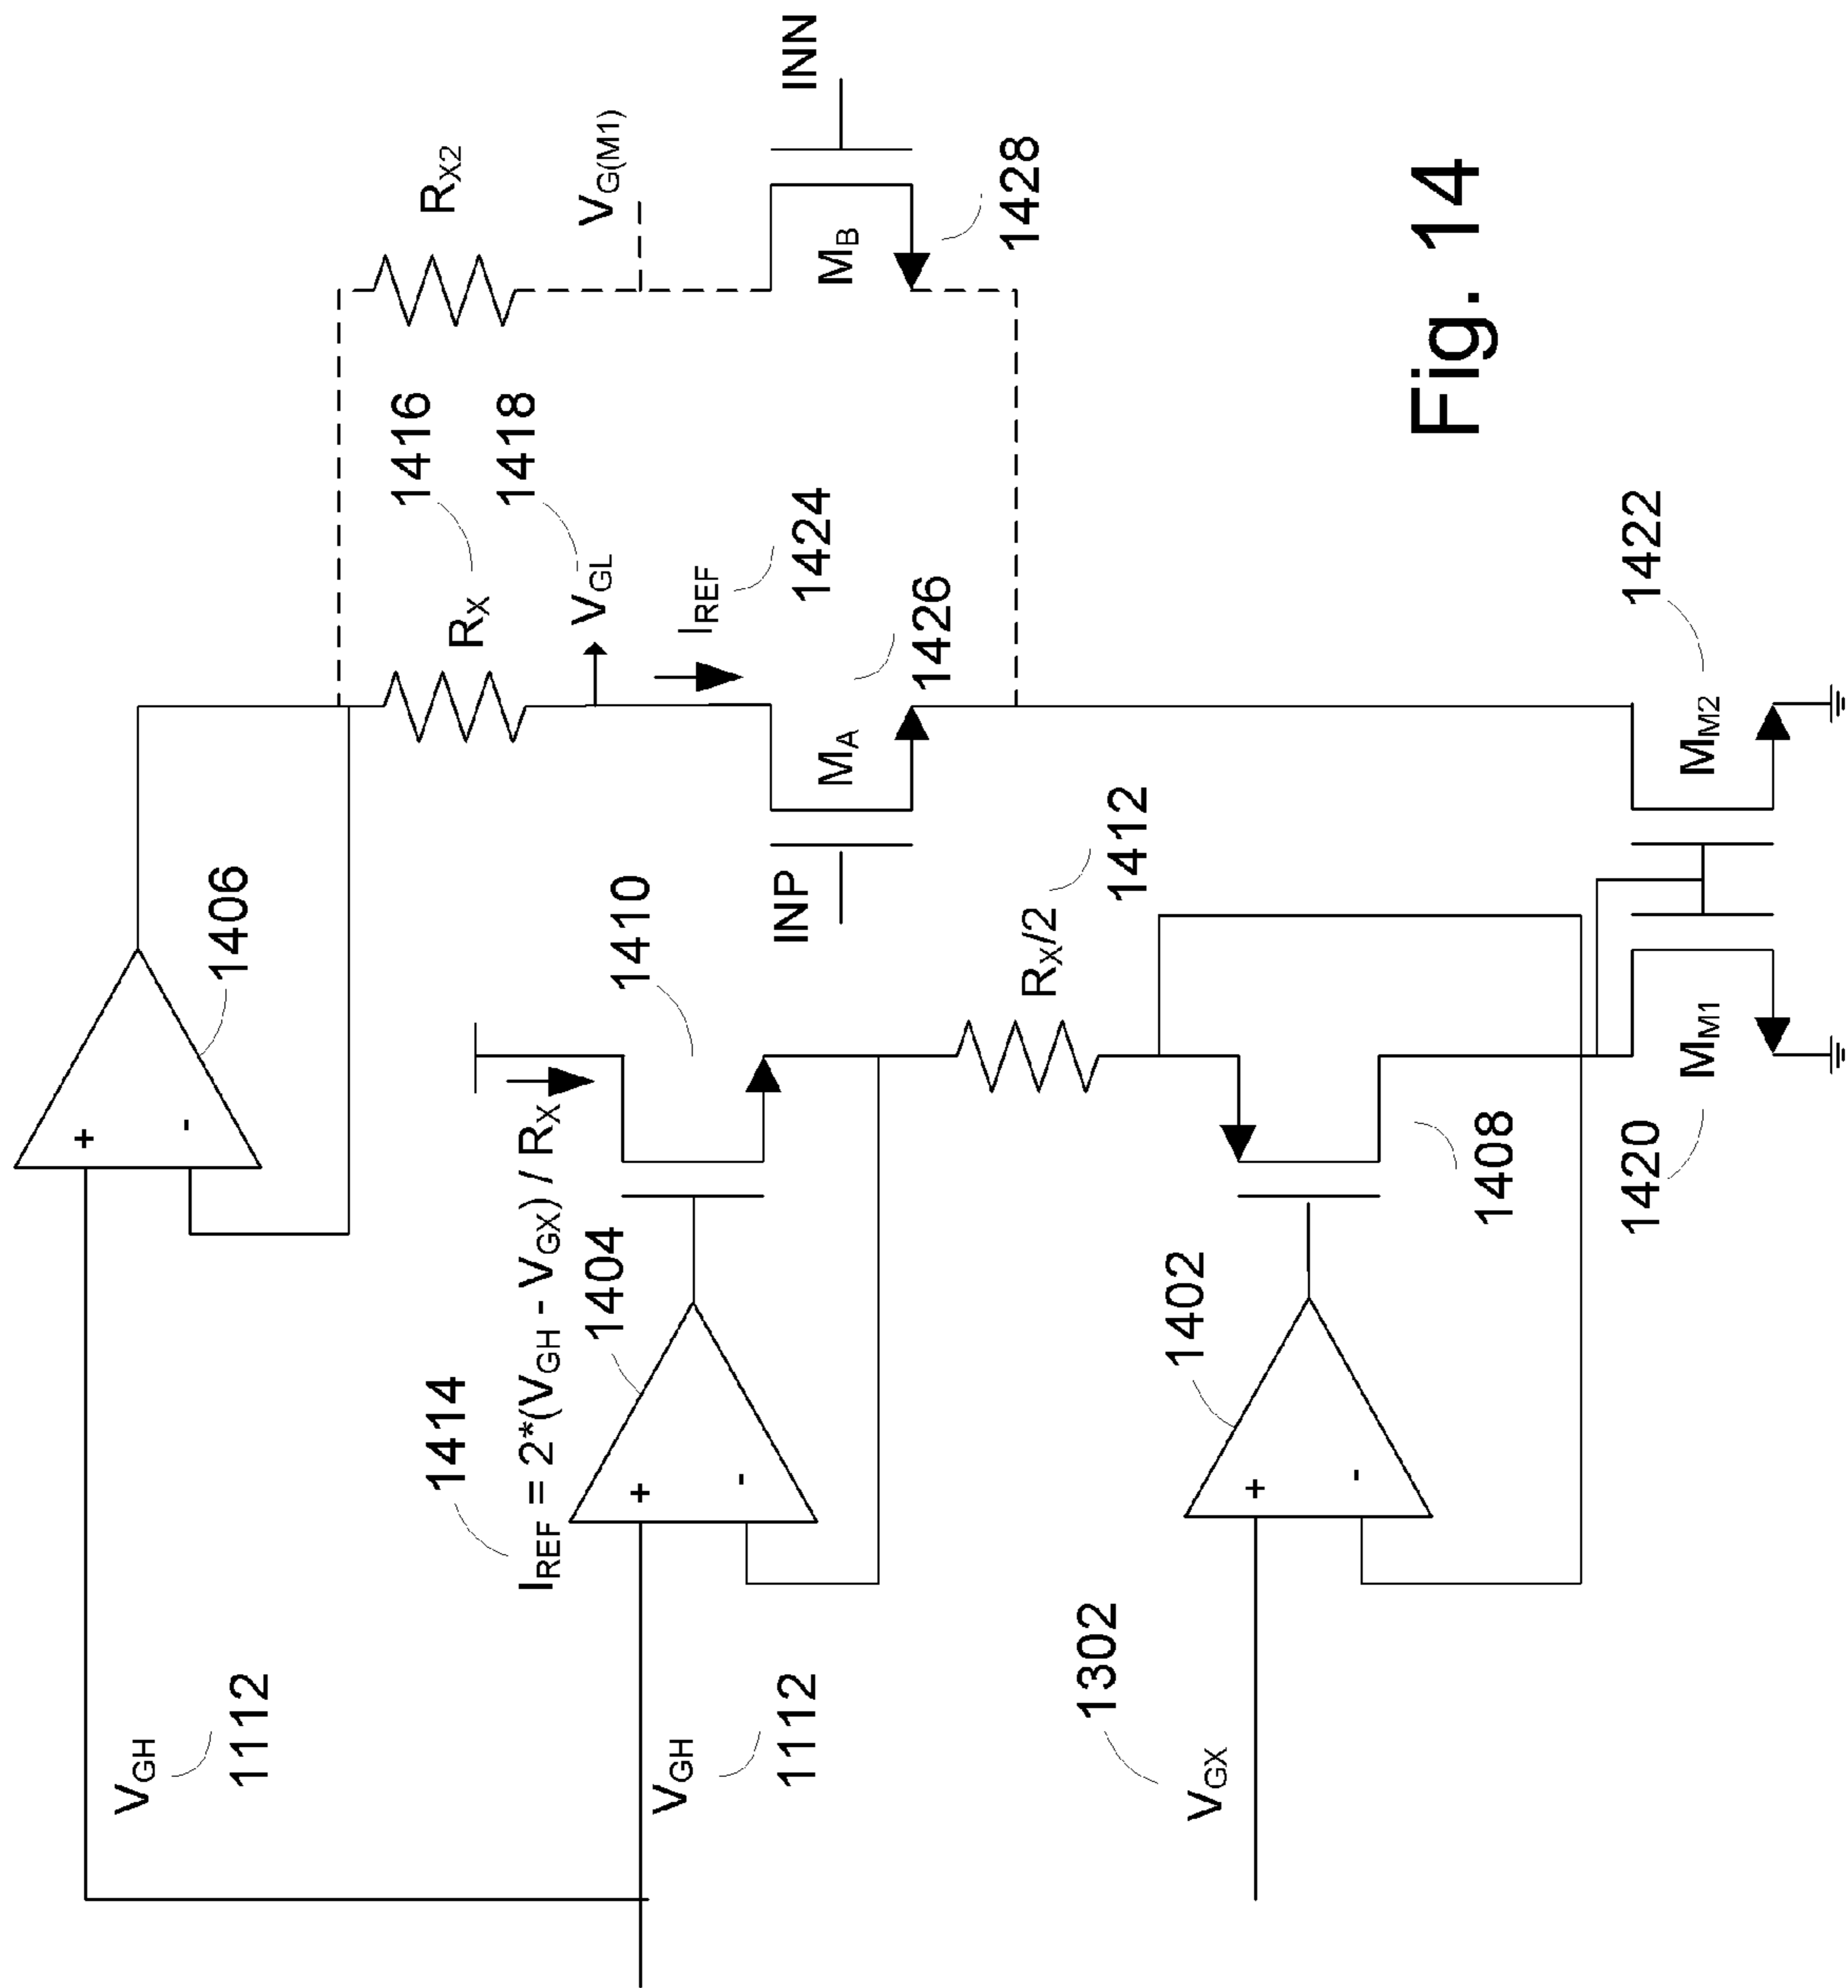 V_GH
1112
1406
R_X2
1416
R_X
1418
V_GL
V_G(M1)
INN
I_REF
1424
M_A
1426
M_B
1428
INP
1410
1414
I_REF = 2*(V_GH - V_GX) / R_X
+
-
1404
+
-
V_GH
1112
R_X/2
1412
1302
V_GX
1402
+
-
1408
1420
M_M1
M_M2
1422
Fig. 14